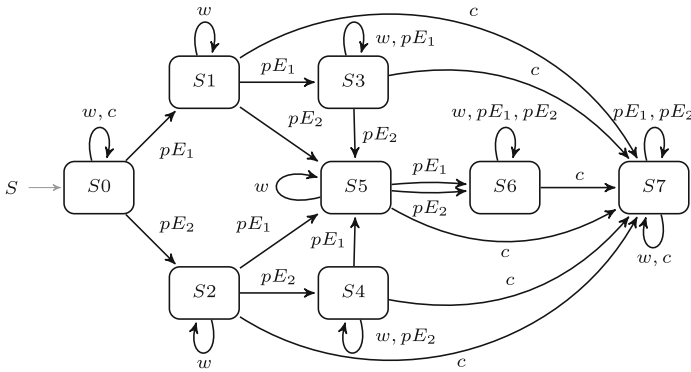 w
c
S1
pE1
S3
w, pE1
c
w, c
pE2
pE2
w, pE1, pE2
pE1, pE2
pE1
S
S0
w
S5
pE1
S6
c
S7
pE2
pE2
pE1
pE1
c
w, c
S2
pE2
S4
c
w
w, pE2
c